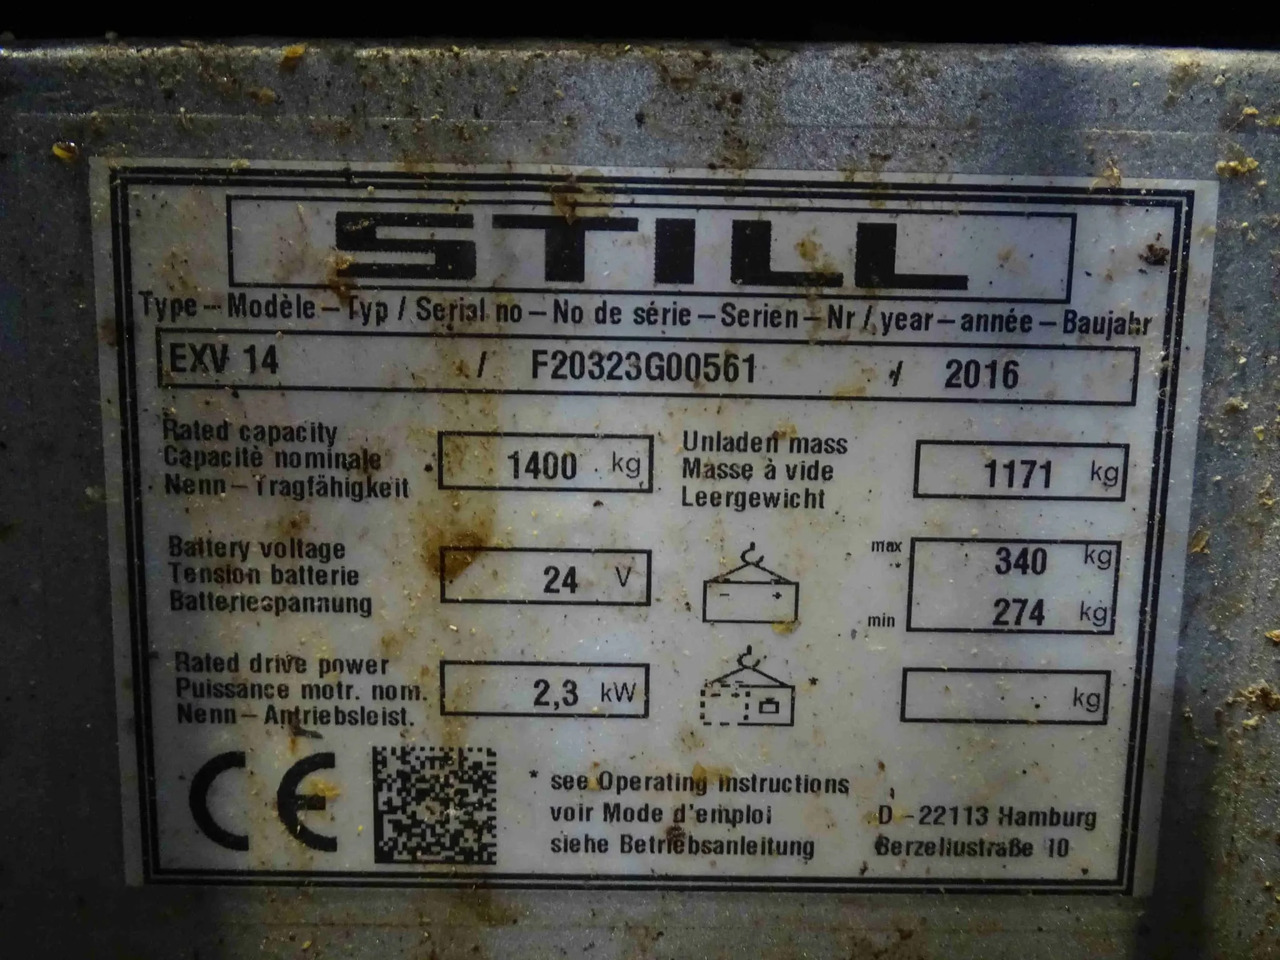 STILL
Type – Modèle – Typ / Serial no – No de série – Serien – Nr / year – année – Baujahr
EXV 14 / F20323G00561 / 2016
Rated capacity
Capacité nominale
Nenn – Tragfähigkeit
1400 kg
Unladen mass
Masse à vide
Leergewicht
1171 kg
Battery voltage
Tension batterie
Batteriespannung
24 V
- +
max 340 kg
min 274 kg
Rated drive power
Puissance motr. nom.
Nenn – Antriebsleist.
2,3 kW
*
kg
CE
* see Operating instructions
voir Mode d'emploi
siehe Betriebsanleitung
D - 22113 Hamburg
Berzeliustraße 10